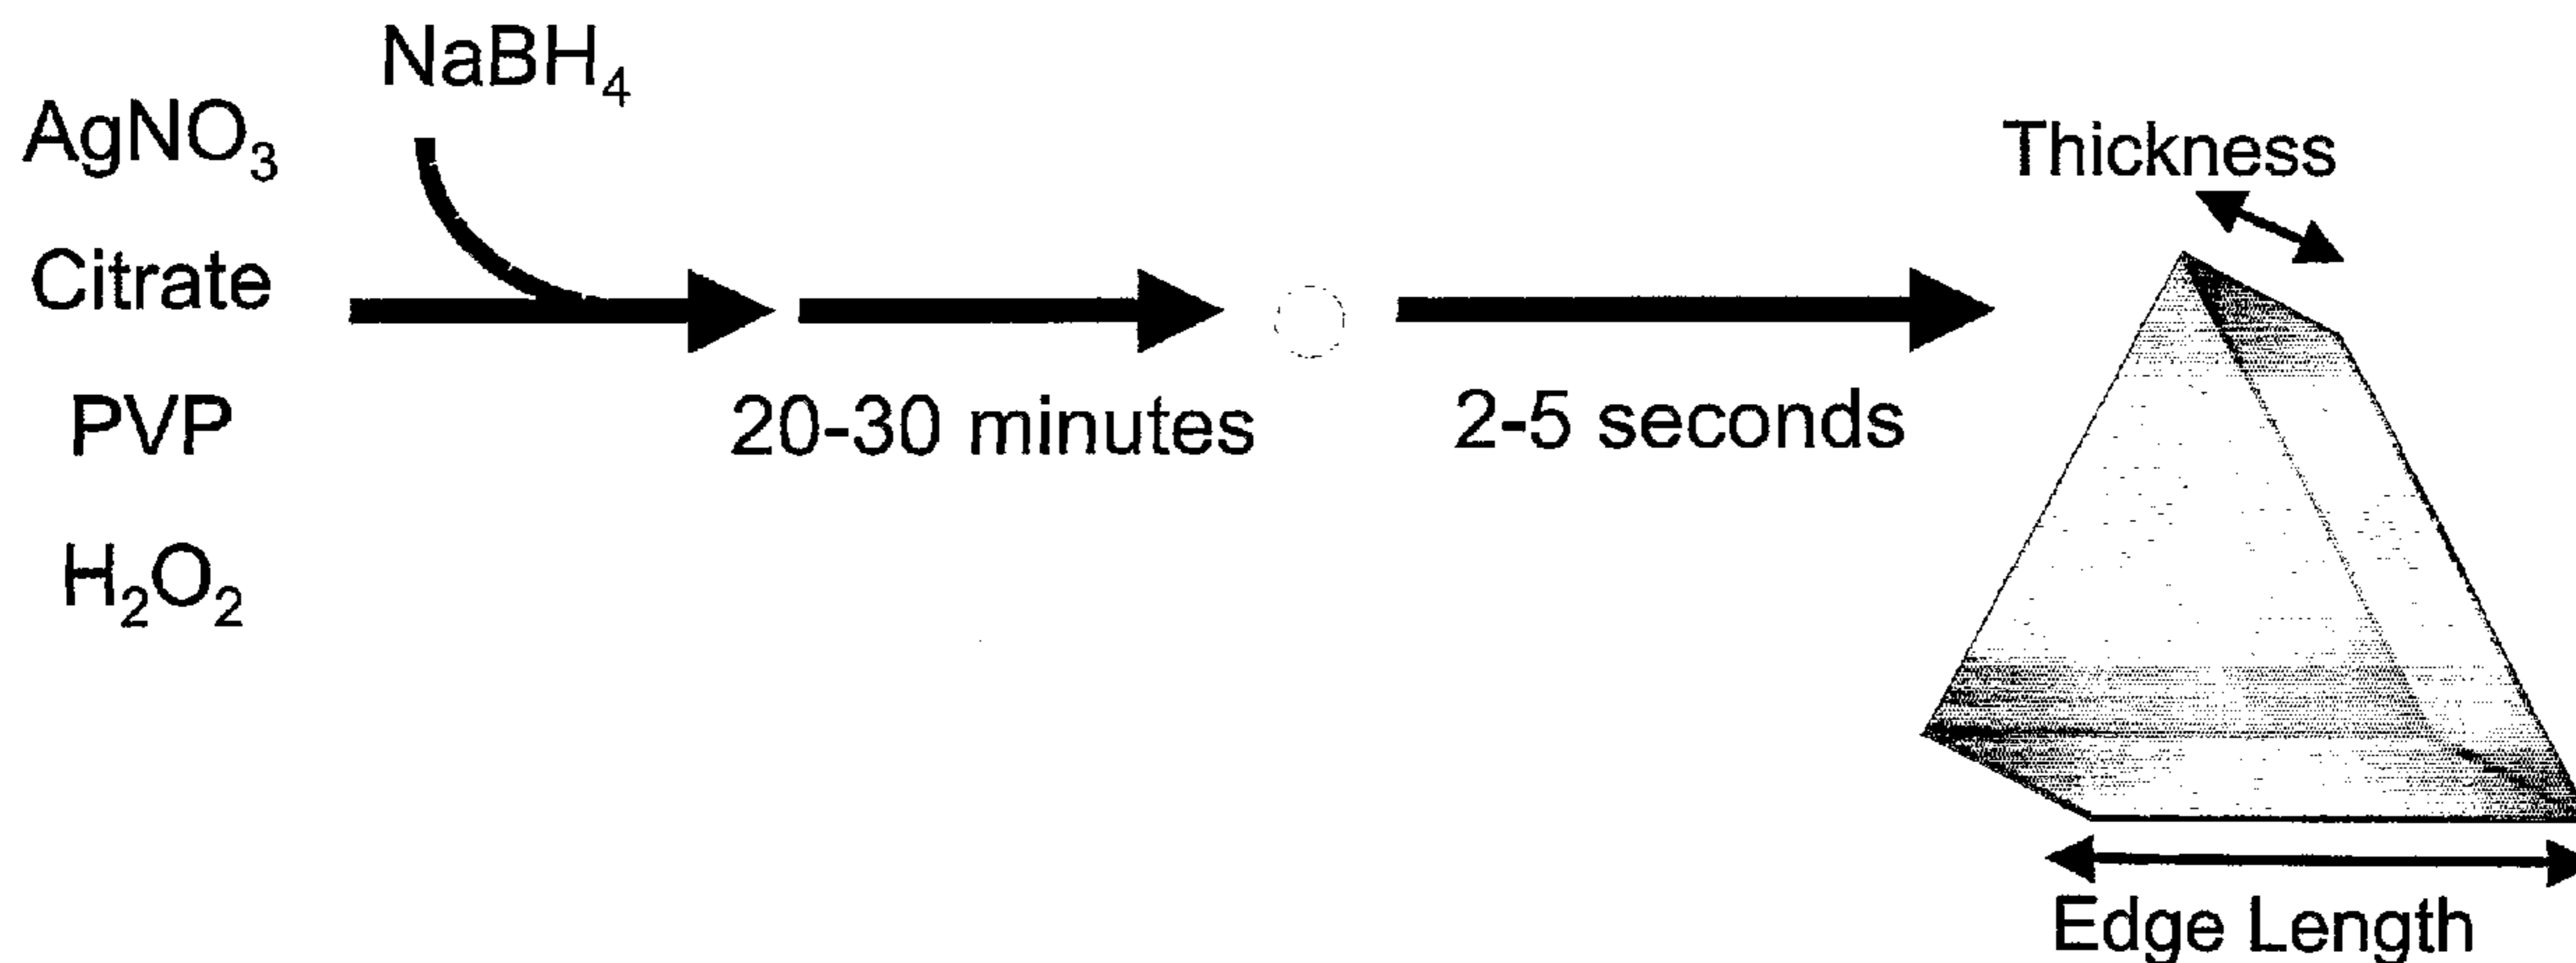 NaBH₄
AgNO₃
Citrate
PVP
H₂O₂
20-30 minutes
2-5 seconds
Thickness
Edge Length